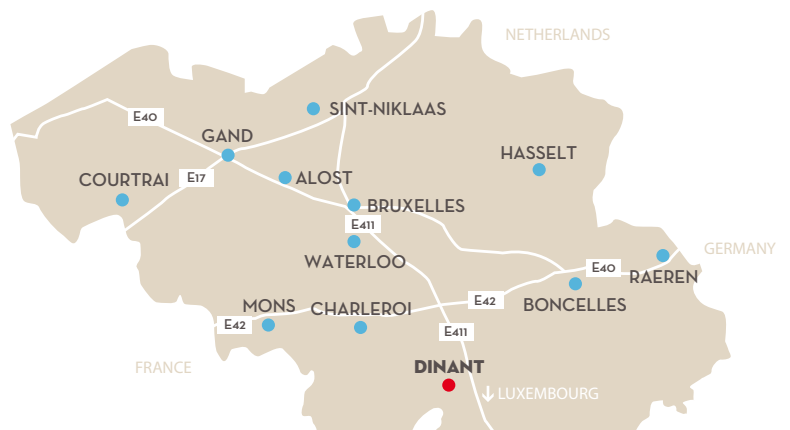 NETHERLANDS
SINT-NIKLAAS
E40
GAND
HASSELT
COURTRAI
E17
ALOST
BRUXELLES
E411
GERMANY
WATERLOO
E40
RAEREN
E42
BONCELLES
MONS
CHARLEROI
E42
E411
FRANCE
DINANT
LUXEMBOURG